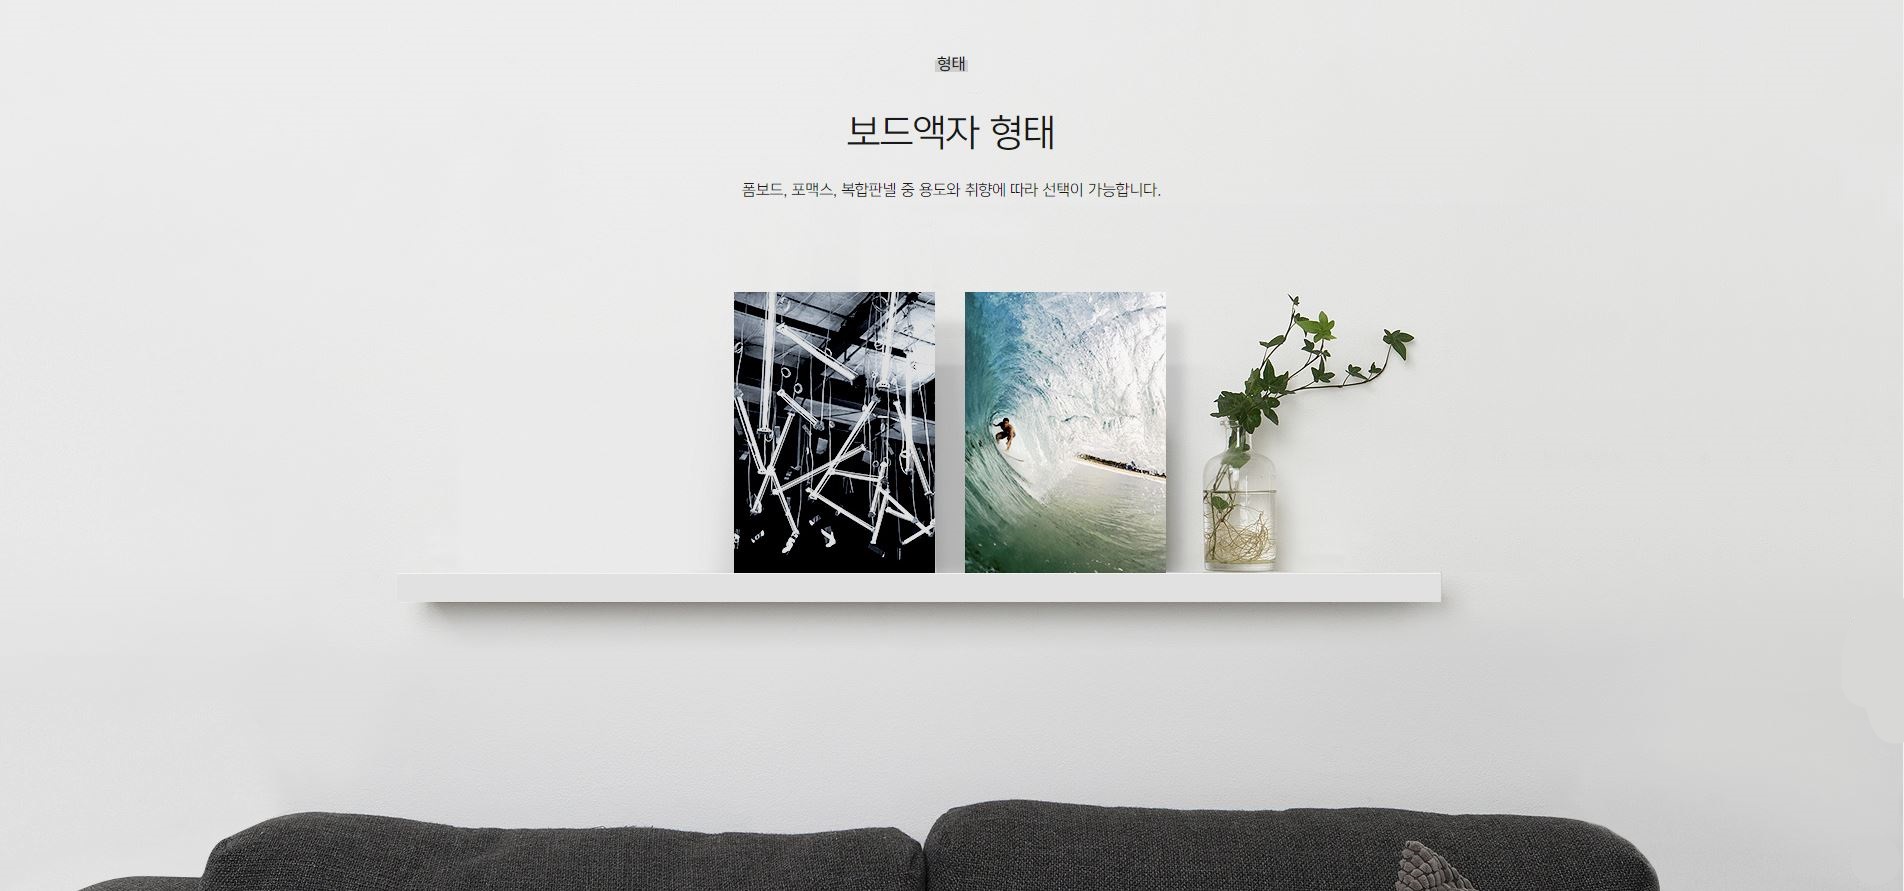 형태
보드액자 형태
폼보드, 포맥스, 복합판넬 중 용도와 취향에 따라 선택이 가능합니다.